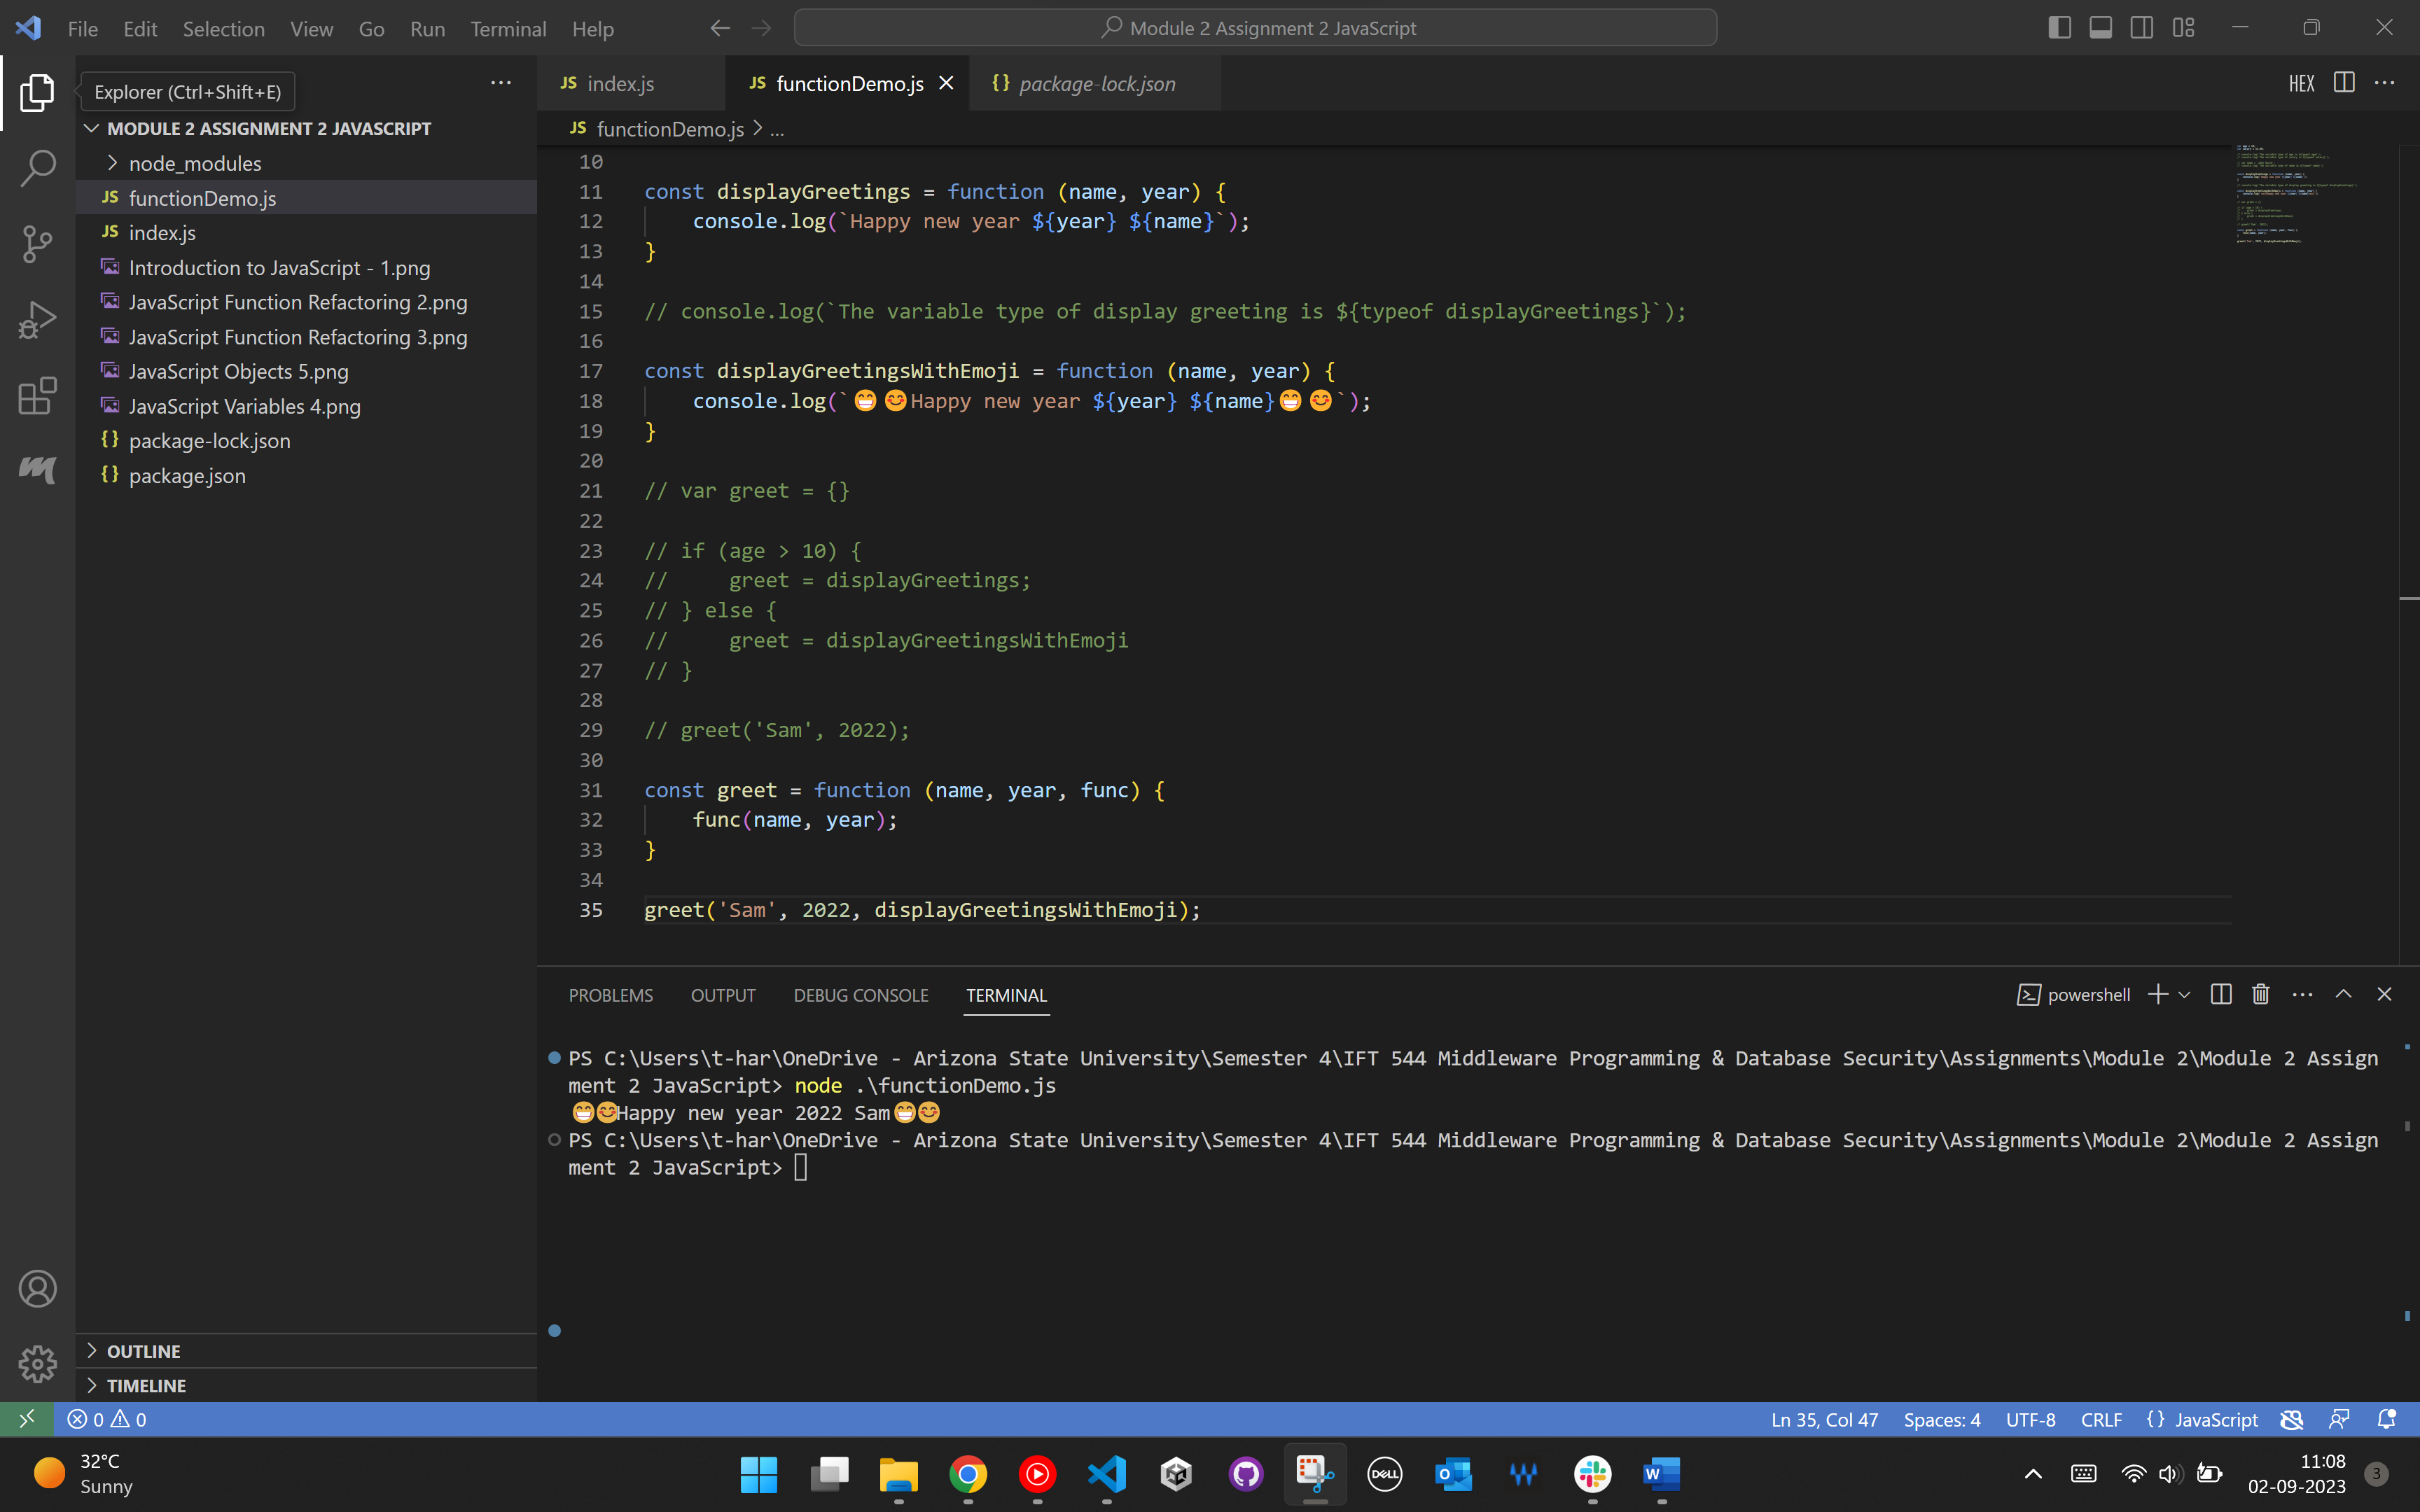 File Edit Selection View Go Run Terminal Help
Module 2 Assignment 2 JavaScript
Explorer (Ctrl+Shift+E)
MODULE 2 ASSIGNMENT 2 JAVASCRIPT
node_modules
JS functionDemo.js
JS index.js
Introduction to JavaScript - 1.png
JavaScript Function Refactoring 2.png
JavaScript Function Refactoring 3.png
JavaScript Objects 5.png
JavaScript Variables 4.png
{} package-lock.json
{} package.json
OUTLINE
TIMELINE
JS index.js JS functionDemo.js {} package-lock.json HEX
JS functionDemo.js > ...
10
11 const displayGreetings = function (name, year) {
12     console.log(`Happy new year ${year} ${name}`);
13 }
14
15 // console.log(`The variable type of display greeting is ${typeof displayGreetings}`);
16
17 const displayGreetingsWithEmoji = function (name, year) {
18     console.log(`😁😊Happy new year ${year} ${name}😁😊`);
19 }
20
21 // var greet = {}
22
23 // if (age > 10) {
24 //     greet = displayGreetings;
25 // } else {
26 //     greet = displayGreetingsWithEmoji
27 // }
28
29 // greet('Sam', 2022);
30
31 const greet = function (name, year, func) {
32     func(name, year);
33 }
34
35 greet('Sam', 2022, displayGreetingsWithEmoji);
PROBLEMS OUTPUT DEBUG CONSOLE TERMINAL powershell
PS C:\Users\t-har\OneDrive - Arizona State University\Semester 4\IFT 544 Middleware Programming & Database Security\Assignments\Module 2\Module 2 Assign
ment 2 JavaScript> node .\functionDemo.js
😁😊Happy new year 2022 Sam😁😊
PS C:\Users\t-har\OneDrive - Arizona State University\Semester 4\IFT 544 Middleware Programming & Database Security\Assignments\Module 2\Module 2 Assign
ment 2 JavaScript>
0 0 Ln 35, Col 47 Spaces: 4 UTF-8 CRLF {} JavaScript
32°C
Sunny
DELL
11:08
02-09-2023
3